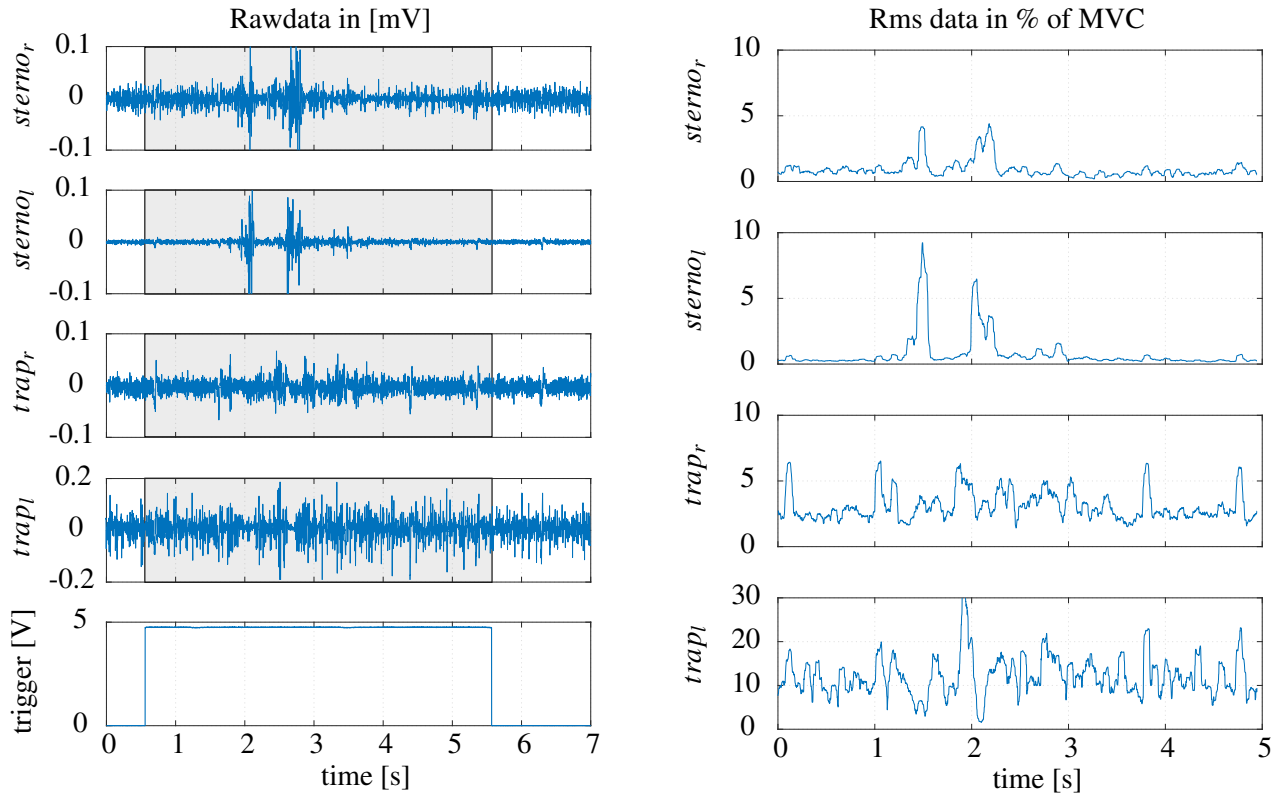 Rawdata in [mV]
0.1
0
-0.1
sterno_r
0.1
0
-0.1
sterno_l
0.1
0
-0.1
trap_r
0.2
0
-0.2
trap_l
5
0
trigger [V]
0 1 2 3 4 5 6 7
time [s]
Rms data in % of MVC
10
5
0
sterno_r
10
5
0
sterno_l
10
5
0
trap_r
30
20
10
0
trap_l
0 1 2 3 4 5
time [s]